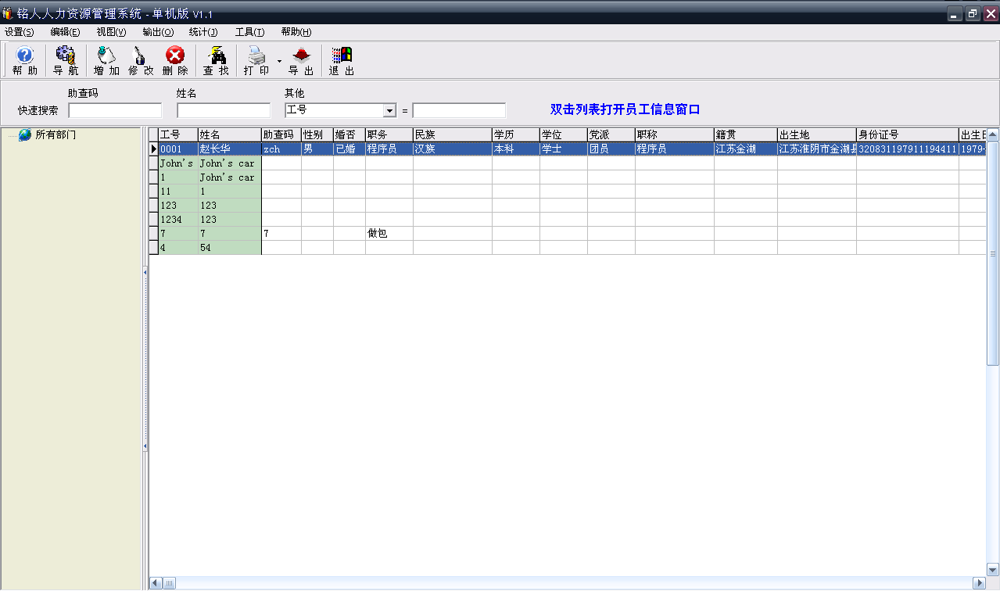 铭人人力资源管理系统 - 单机版 V1.1
设置(S) 编辑(E) 视图(V) 输出(O) 统计(J) 工具(T) 帮助(H)
帮 助 导 航 增 加 修 改 删 除 查 找 打 印 导 出 退 出
助查码 姓名 其他
快速搜索 工号 = 双击列表打开员工信息窗口
所有部门
工号 姓名 助查码 性别 婚否 职务 民族 学历 学位 党派 职称 籍贯 出生地 身份证号 出生日
0001 赵长华 zch 男 已婚 程序员 汉族 本科 学士 团员 程序员 江苏金湖 江苏淮阴市金湖县 320831197911194411 1979-
John's John's car
1 John's car
11 1
123 123
1234 123
7 7 7 做包
4 54